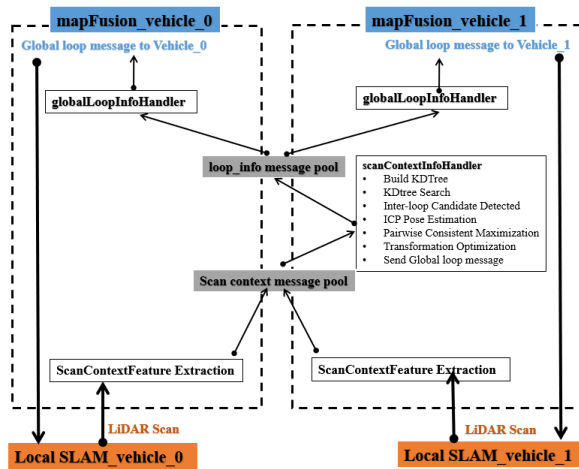 mapFusion_vehicle_0
mapFusion_vehicle_1
Global loop message to Vehicle_0
Global loop message to Vehicle_1
globalLoopInfoHandler
globalLoopInfoHandler
loop_info message pool
scanContextInfoHandler
• Build KDTree
• KDtree Search
• Inter-loop Candidate Detected
• ICP Pose Estimation
• Pairwise Consistent Maximization
• Transformation Optimization
• Send Global loop message
Scan context message pool
ScanContextFeature Extraction
ScanContextFeature Extraction
LiDAR Scan
LiDAR Scan
Local SLAM_vehicle_0
Local SLAM_vehicle_1